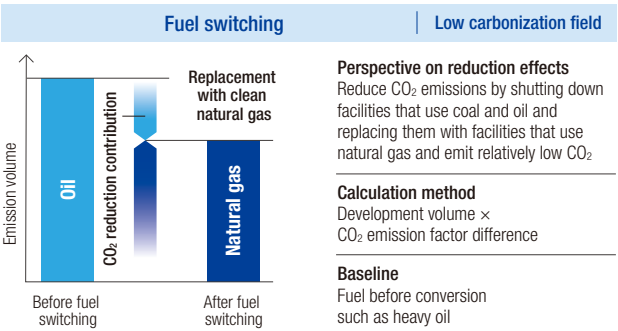 Fuel switching
Low carbonization field
Emission volume
Oil
CO₂ reduction contribution
Replacement
with clean
natural gas
Natural gas
Before fuel
switching
After fuel
switching
Perspective on reduction effects
Reduce CO₂ emissions by shutting down
facilities that use coal and oil and
replacing them with facilities that use
natural gas and emit relatively low CO₂
Calculation method
Development volume ×
CO₂ emission factor difference
Baseline
Fuel before conversion
such as heavy oil